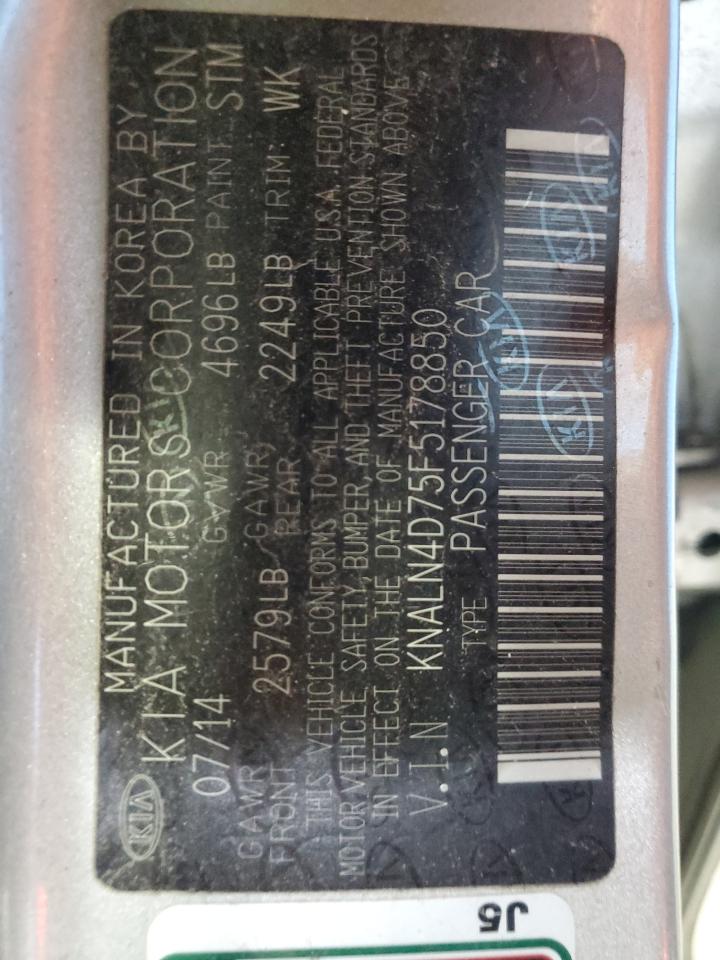 MANUFACTURED IN KOREA BY
KIA KIA MOTORS CORPORATION
07/14 GVWR 4696LB PAINT: STM
GAWR FRONT 2579LB GAWR REAR 2249LB TRIM: WK
THIS VEHICLE CONFORMS TO ALL APPLICABLE U.S.A. FEDERAL
MOTOR VEHICLE SAFETY, BUMPER, AND THEFT PREVENTION STANDARDS
IN EFFECT ON THE DATE OF MANUFACTURE SHOWN ABOVE
V.I.N KNALN4D75F5178850
TYPE PASSENGER CAR
J5